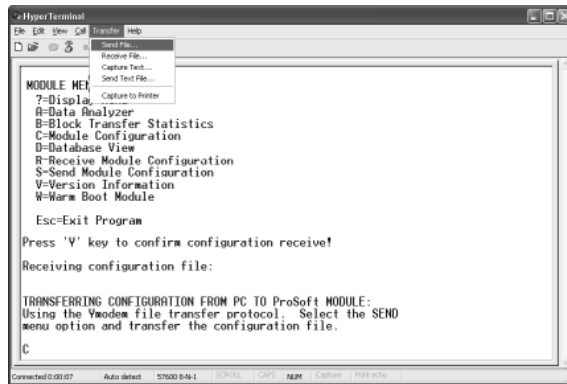 HyperTerminal
File Edit View Call Transfer Help
Send File...
Receive File...
Capture Text...
Send Text File...
Capture to Printer
MODULE ME
?=Displa
A=Data Analyzer
B=Block Transfer Statistics
C=Module Configuration
D=Database View
R=Receive Module Configuration
S=Send Module Configuration
V=Version Information
W=Warm Boot Module
Esc=Exit Program
Press 'Y' key to confirm configuration receive!
Receiving configuration file:
TRANSFERRING CONFIGURATION FROM PC TO ProSoft MODULE:
Using the Ymodem file transfer protocol. Select the SEND
menu option and transfer the configuration file.
C
Connected 0:00:07 Auto detect 57600 8-N-1 SCROLL CAPS NUM Capture Print echo